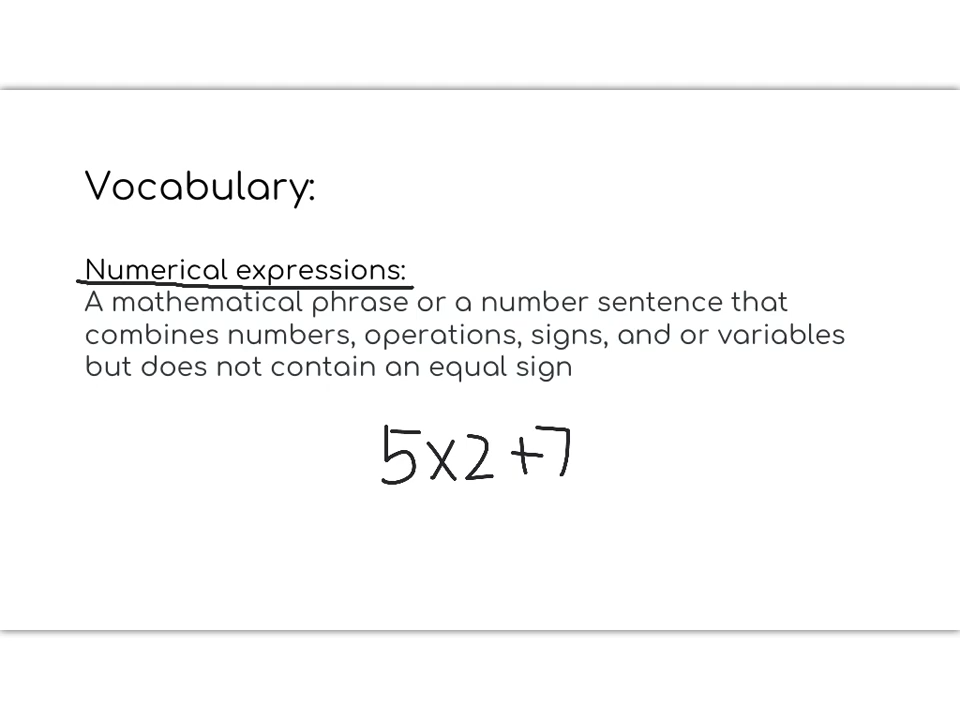 Vocabulary:
Numerical expressions:
A mathematical phrase or a number sentence that
combines numbers, operations, signs, and or variables
but does not contain an equal sign
5x2+7